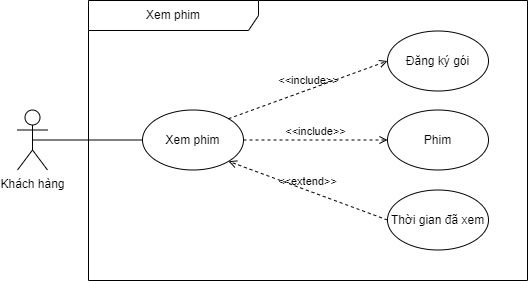 Xem phim
Đăng ký gói
<<include>>
<<include>>
Xem phim
Phim
Khách hàng
<<extend>>
Thời gian đã xem